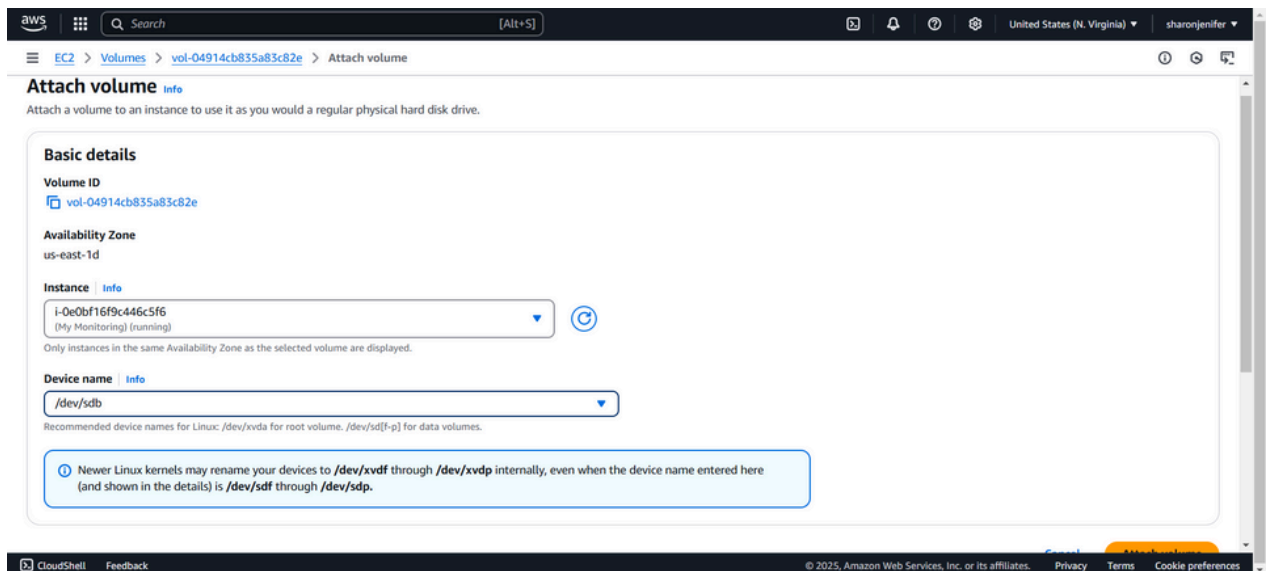 aws
Search [Alt+S] United States (N. Virginia) sharonjenifer
EC2 > Volumes > vol-04914cb835a83c82e > Attach volume
Attach volume Info
Attach a volume to an instance to use it as you would a regular physical hard disk drive.
Basic details
Volume ID
vol-04914cb835a83c82e
Availability Zone
us-east-1d
Instance Info
i-0e0bf16f9c446c5f6
(My Monitoring) (running)
Only instances in the same Availability Zone as the selected volume are displayed.
Device name Info
/dev/sdb
Recommended device names for Linux: /dev/xvda for root volume. /dev/sd[f-p] for data volumes.
Newer Linux kernels may rename your devices to /dev/xvdf through /dev/xvdp internally, even when the device name entered here
(and shown in the details) is /dev/sdf through /dev/sdp.
Cancel Attach volume
CloudShell Feedback © 2025, Amazon Web Services, Inc. or its affiliates. Privacy Terms Cookie preferences